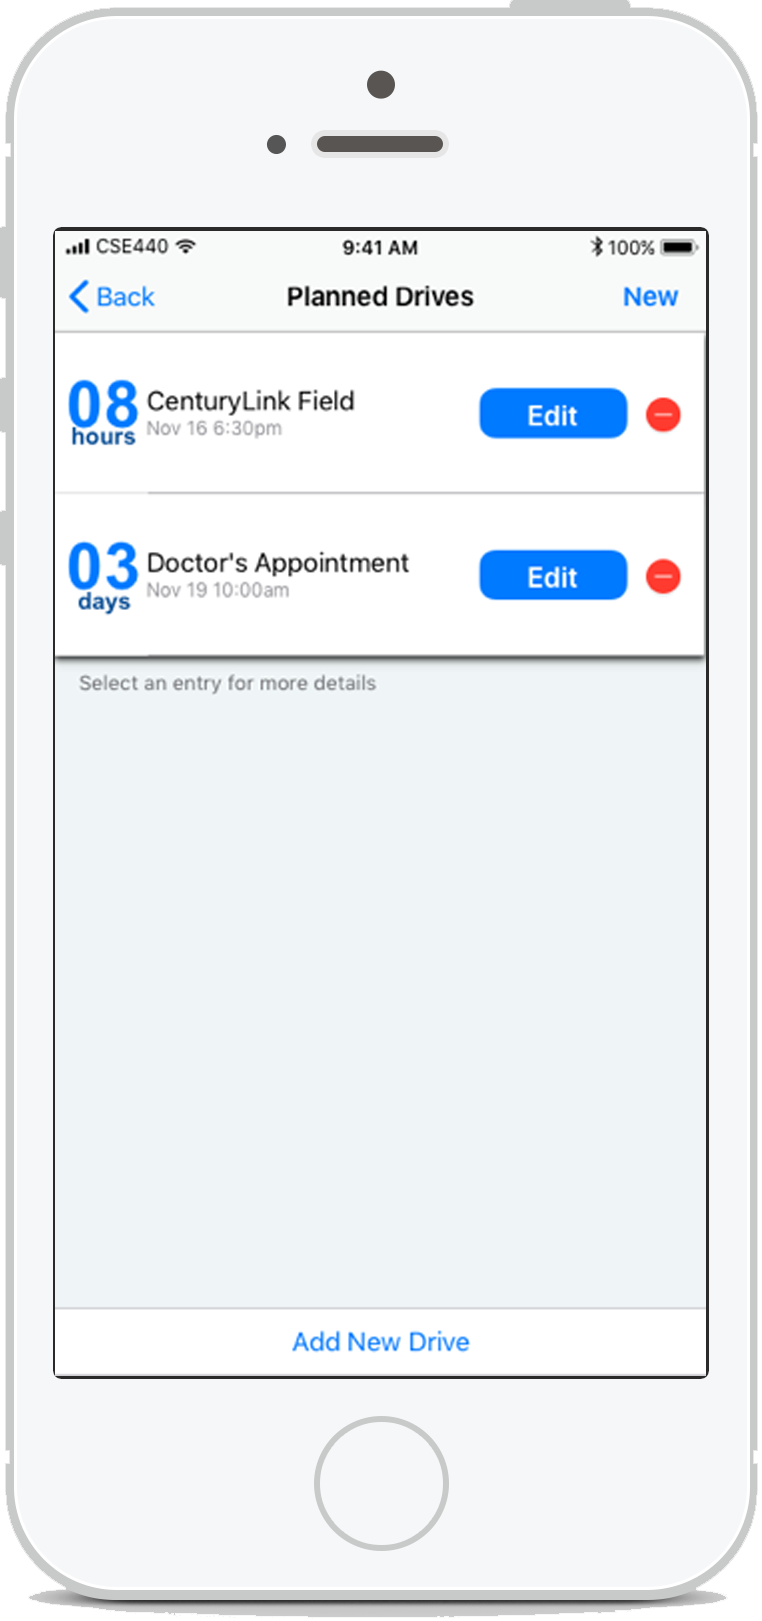 CSE440 9:41 AM 100%
Back Planned Drives New
08
hours
CenturyLink Field
Nov 16 6:30pm
Edit
03
days
Doctor's Appointment
Nov 19 10:00am
Edit
Select an entry for more details
Add New Drive